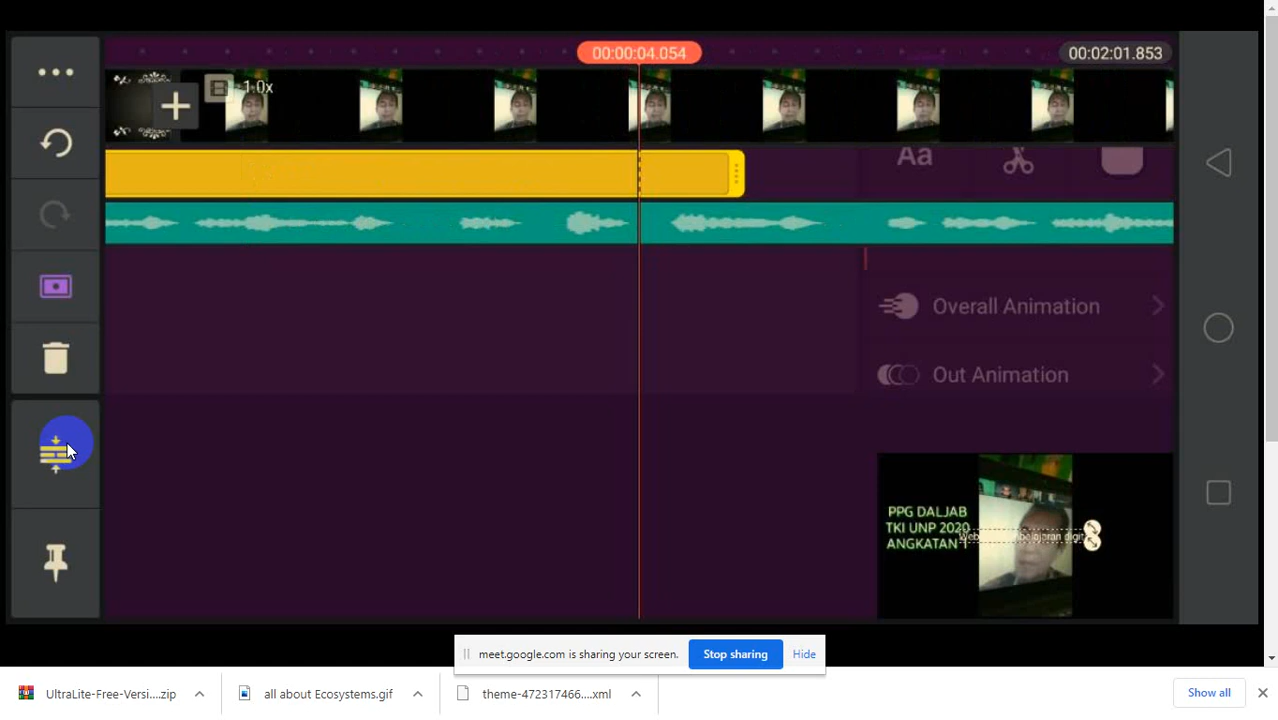 00:00:04.054
00:02:01.853
1.0x
Aa
Overall Animation
Out Animation
PPG DALJAB
TKI UNP 2020
ANGKATAN 1
meet.google.com is sharing your screen.
Stop sharing
Hide
UltraLite-Free-Versi....zip
all about Ecosystems.gif
theme-472317466....xml
Show all